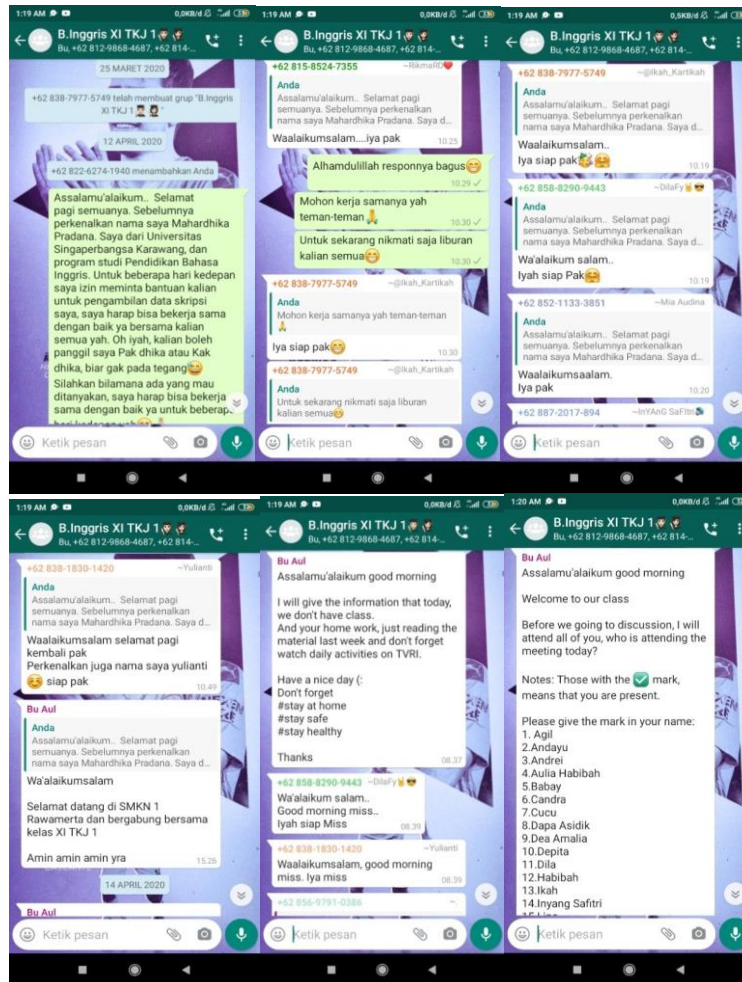 1:19 AM
0,0KB/d
B.Inggris XI TKJ 1
Bu, +62 812-9868-4687, +62 814-...
25 MARET 2020
+62 838-7977-5749 telah membuat grup "B.Inggris
XI TKJ 1
12 APRIL 2020
+62 822-6274-1940 menambahkan Anda
Assalamu'alaikum.. Selamat
pagi semuanya. Sebelumnya
perkenalkan nama saya Mahardhika
Pradana. Saya dari Universitas
Singaperbangsa Karawang, dan
program studi Pendidikan Bahasa
Inggris. Untuk beberapa hari kedepan
saya izin meminta bantuan kalian
untuk pengambilan data skripsi
saya, saya harap bisa bekerja sama
dengan baik ya bersama kalian
semua yah. Oh iyah, kalian boleh
panggil saya Pak dhika atau Kak
dhika, biar gak pada tegang😅
Silahkan bilamana ada yang mau
ditanyakan, saya harap bisa bekerja
sama dengan baik ya untuk beberapa
hari kedepan yah
Ketik pesan
1:19 AM
0,0KB/d
B.Inggris XI TKJ 1
Bu, +62 812-9868-4687, +62 814-...
+62 815-8524-7355 ~RikmaRD❤
Anda
Assalamu'alaikum.. Selamat pagi
semuanya. Sebelumnya perkenalkan
nama saya Mahardhika Pradana. Saya d...
Waalaikumsalam....iya pak
10.25
Alhamdulillah responnya bagus😁
10.29
Mohon kerja samanya yah
teman-teman🙏
10.30
Untuk sekarang nikmati saja liburan
kalian semua😁
10.30
+62 838-7977-5749 ~@Ikah_Kartikah
Anda
Mohon kerja samanya yah teman-teman
🙏
Iya siap pak😁
10.30
+62 838-7977-5749 ~@Ikah_Kartikah
Anda
Untuk sekarang nikmati saja liburan
kalian semua😁
Ketik pesan
1:19 AM
0,5KB/d
B.Inggris XI TKJ 1
Bu, +62 812-9868-4687, +62 814-...
+62 838-7977-5749 ~@Ikah_Kartikah
Anda
Assalamu'alaikum.. Selamat pagi
semuanya. Sebelumnya perkenalkan
nama saya Mahardhika Pradana. Saya d...
Waalaikumsalam..
Iya siap pak🥳🤗
10.19
+62 858-8290-9443 ~DilaFy🤘😎
Anda
Assalamu'alaikum.. Selamat pagi
semuanya. Sebelumnya perkenalkan
nama saya Mahardhika Pradana. Saya d...
Wa'alaikum salam..
Iyah siap Pak🤗
10.19
+62 852-1133-3851 ~Mia Audina
Anda
Assalamu'alaikum.. Selamat pagi
semuanya. Sebelumnya perkenalkan
nama saya Mahardhika Pradana. Saya d...
Waalaikumsaalam.
Iya pak
10.20
+62 887-2017-894 ~InYAnG SaFItri
Ketik pesan
1:19 AM
0,0KB/d
B.Inggris XI TKJ 1
Bu, +62 812-9868-4687, +62 814-...
+62 838-1830-1420 ~Yulianti
Anda
Assalamu'alaikum.. Selamat pagi
semuanya. Sebelumnya perkenalkan
nama saya Mahardhika Pradana. Saya d...
Waalaikumsalam selamat pagi
kembali pak
Perkenalkan juga nama saya yulianti
☺ siap pak
10.49
Bu Aul
Anda
Assalamu'alaikum.. Selamat pagi
semuanya. Sebelumnya perkenalkan
nama saya Mahardhika Pradana. Saya d...
Wa'alaikumsalam
Selamat datang di SMKN 1
Rawamerta dan bergabung bersama
kelas XI TKJ 1
Amin amin amin yra
15.26
14 APRIL 2020
Bu Aul
Ketik pesan
1:19 AM
0,0KB/d
B.Inggris XI TKJ 1
Bu, +62 812-9868-4687, +62 814-...
Bu Aul
Assalamu'alaikum good morning
I will give the information that today,
we don't have class.
And your home work, just reading the
material last week and don't forget
watch daily activities on TVRI.
Have a nice day (:
Don't forget
#stay at home
#stay safe
#stay healthy
Thanks
08.37
+62 858-8290-9443 ~DilaFy🤘😎
Wa'alaikum salam..
Good morning miss..
Iyah siap Miss
08.39
+62 838-1830-1420 ~Yulianti
Waalaikumsalam, good morning
miss. Iya miss
08.39
+62 856-9791-0386
Ketik pesan
1:20 AM
B.Inggris XI TKJ 1
Bu, +62 812-9868-4687, +62 814-...
Bu Aul
Assalamu'alaikum good morning
Welcome to our class
Before we going to discussion, I will
attend all of you, who is attending the
meeting today?
Notes: Those with the ✅ mark,
means that you are present.
Please give the mark in your name:
1. Agil
2.Andayu
3.Andrei
4.Aulia Habibah
5.Babay
6.Candra
7.Cucu
8.Dapa Asidik
9.Dea Amalia
10.Depita
11.Dila
12.Habibah
13.Ikah
14.Inyang Safitri
Ketik pesan